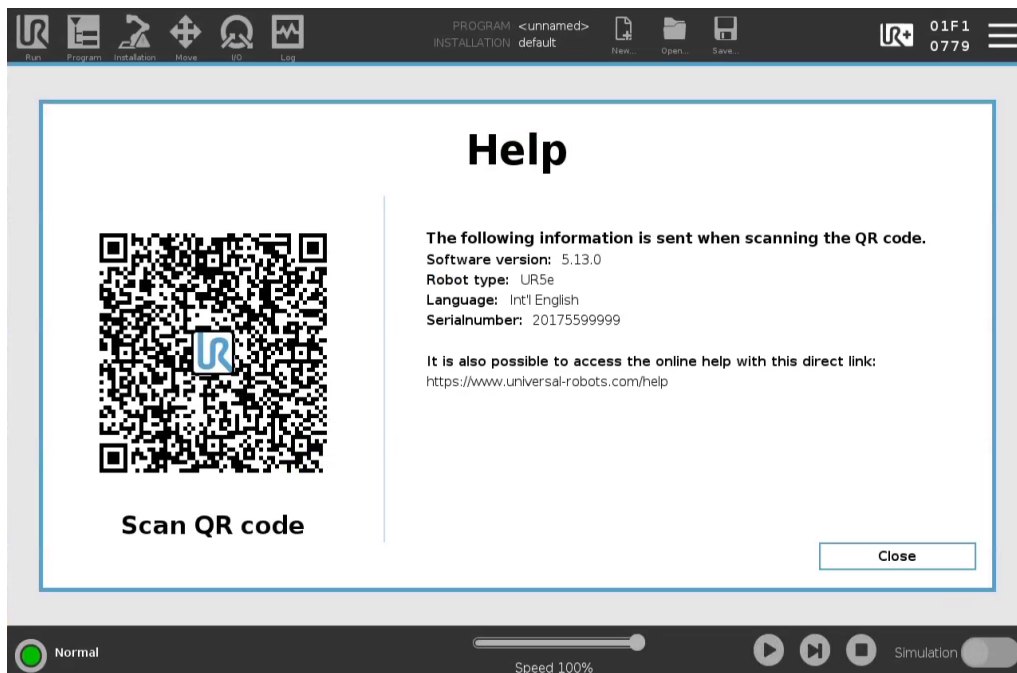 PROGRAM <unnamed>
INSTALLATION default
Run Program Installation Move I/O Log
New... Open... Save...
UR+
01F1
0779
Help
The following information is sent when scanning the QR code.
Software version: 5.13.0
Robot type: UR5e
Language: Int'l English
Serialnumber: 20175599999
It is also possible to access the online help with this direct link:
https://www.universal-robots.com/help
UR
Scan QR code
Close
Normal
Speed 100%
Simulation